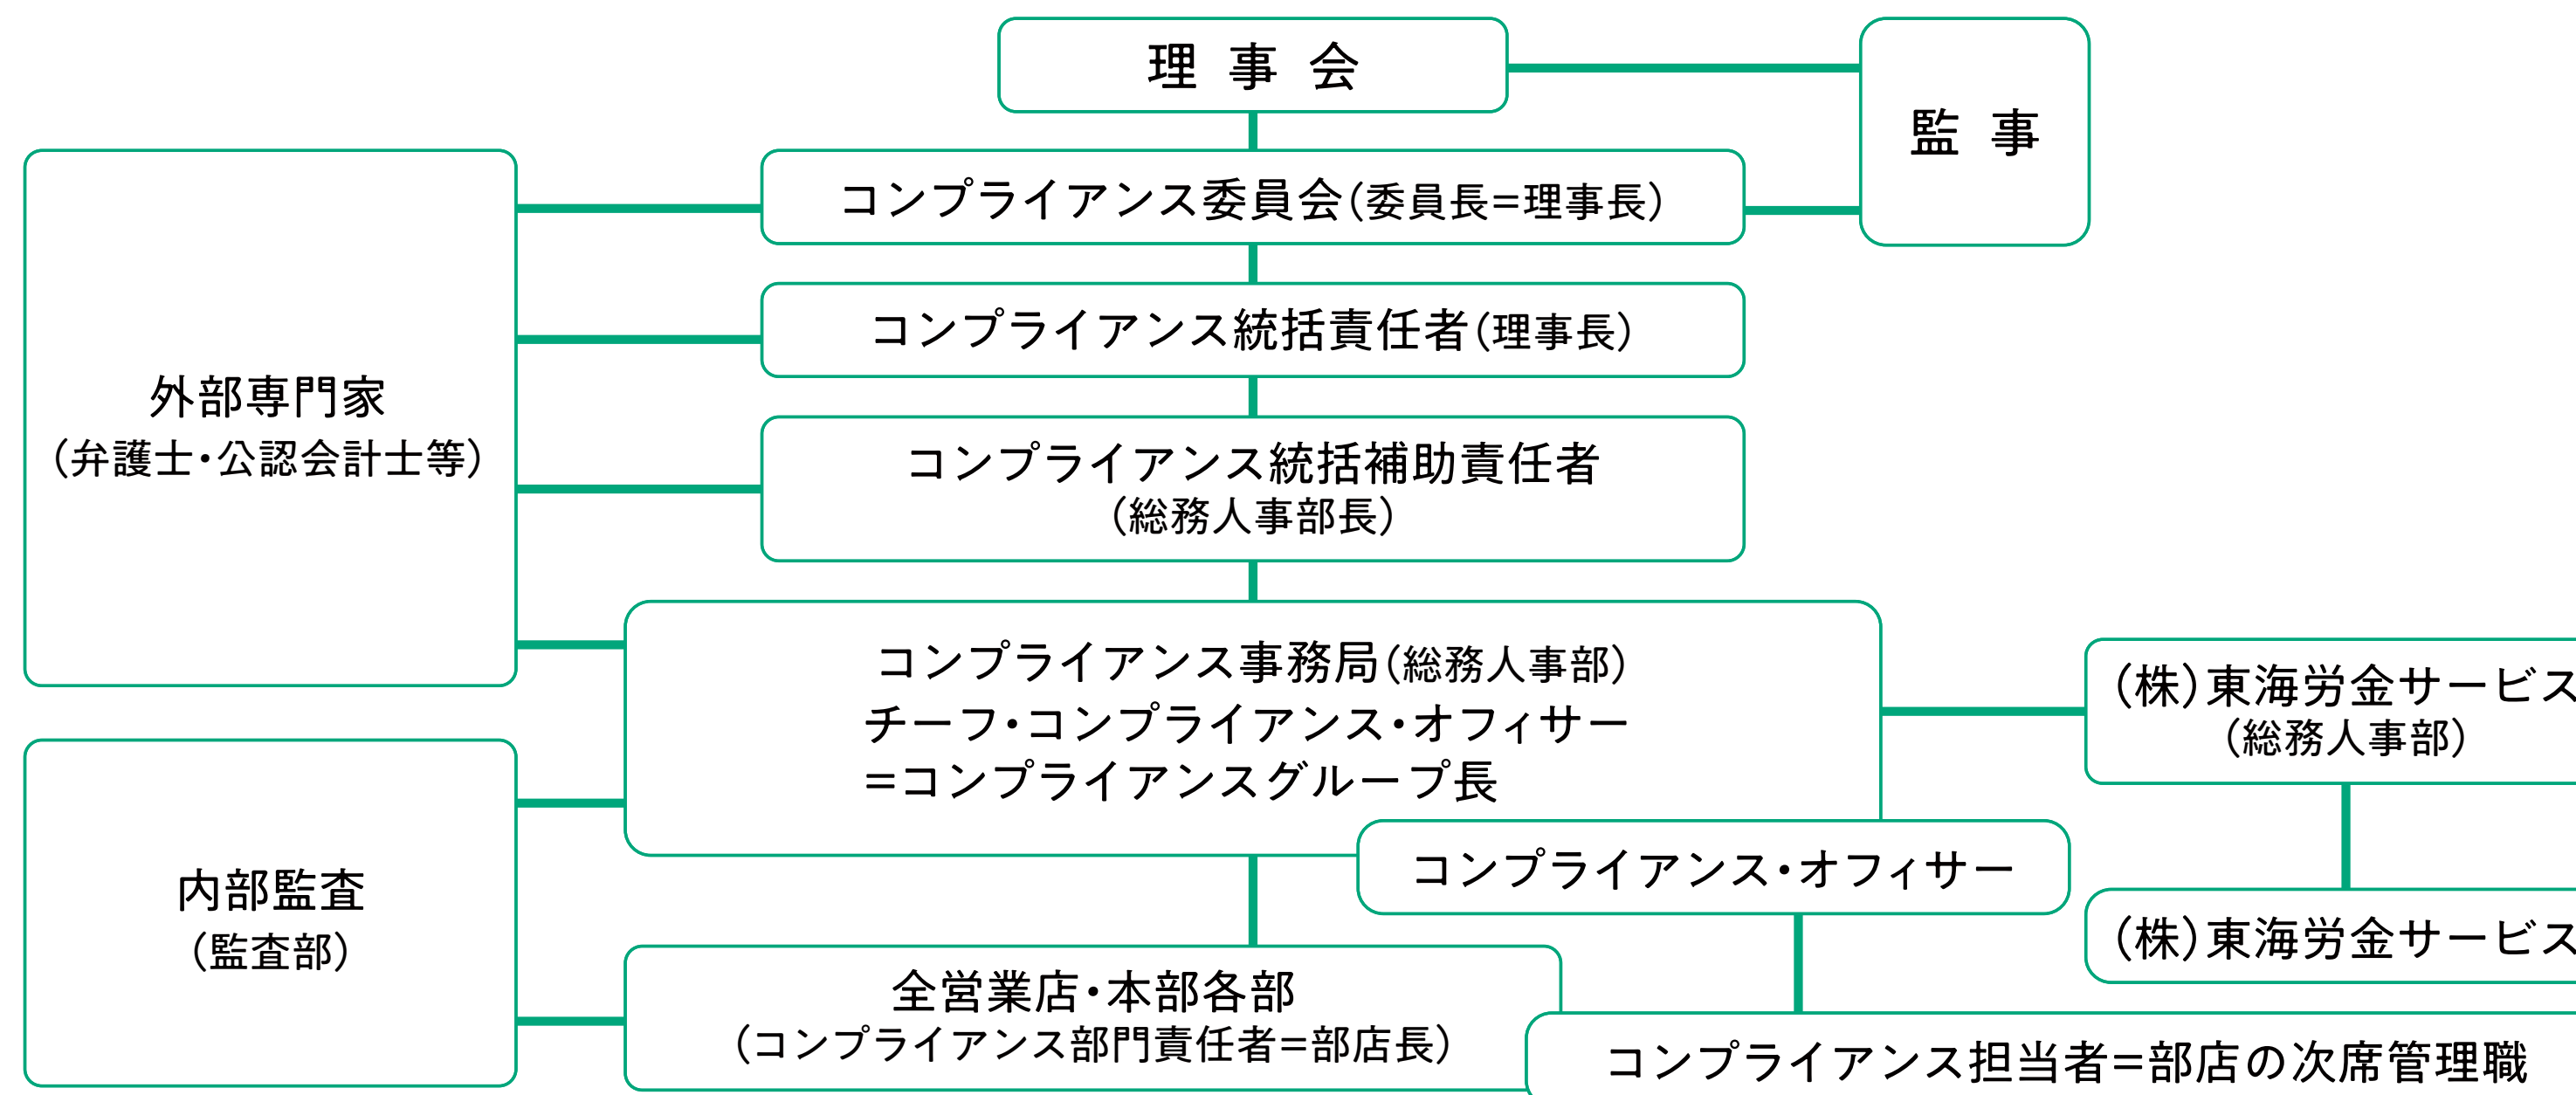 理事会
監事
コンプライアンス委員会(委員長=理事長)
コンプライアンス統括責任者(理事長)
コンプライアンス統括補助責任者
(総務人事部長)
外部専門家
(弁護士・公認会計士等)
コンプライアンス事務局(総務人事部)
チーフ・コンプライアンス・オフィサー
=コンプライアンスグループ長
(株)東海労金サービス
(総務人事部)
コンプライアンス・オフィサー
内部監査
(監査部)
(株)東海労金サービス
全営業店・本部各部
(コンプライアンス部門責任者=部店長)
コンプライアンス担当者=部店の次席管理職